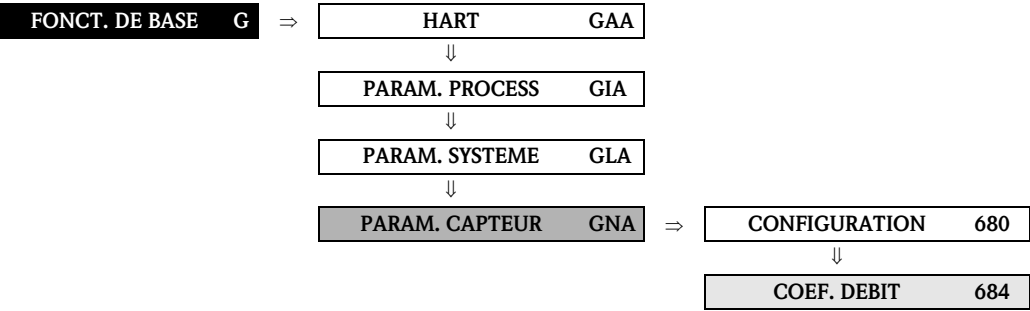 FONCT. DE BASE G ⇒ HART GAA
⇓
PARAM. PROCESS GIA
⇓
PARAM. SYSTEME GLA
⇓
PARAM. CAPTEUR GNA ⇒ CONFIGURATION 680
⇓
COEF. DEBIT 684